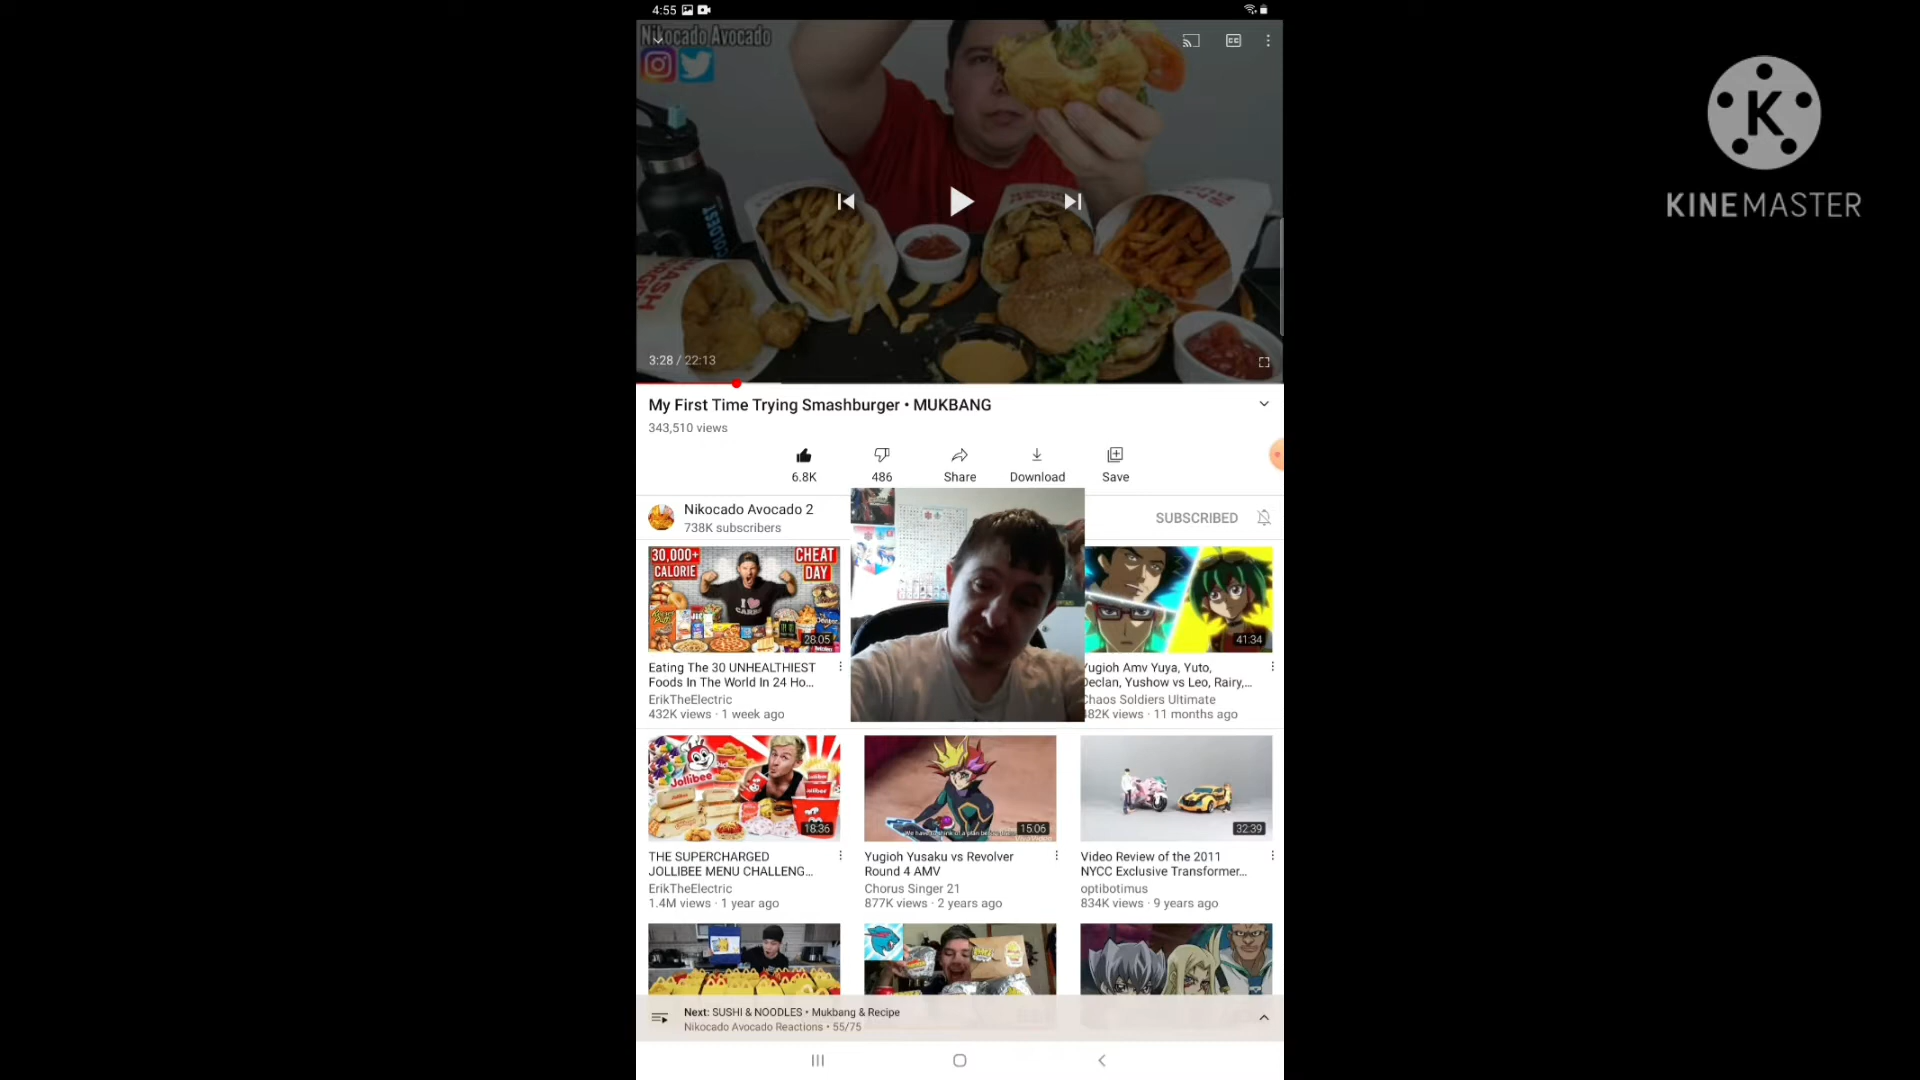 4:55
Nikocado Avocado
COLDEST
3:28 / 22:13
My First Time Trying Smashburger • MUKBANG
343,510 views
6.8K
486
Share
Download
Save
Nikocado Avocado 2
738K subscribers
SUBSCRIBED
30,000+
CALORIE
CHEAT
DAY
28:05
41:34
Eating The 30 UNHEALTHIEST
Foods In The World In 24 Ho...
ErikTheElectric
432K views · 1 week ago
Yugioh Amv Yuya, Yuto,
Declan, Yushow vs Leo, Rairy,...
Chaos Soldiers Ultimate
82K views · 11 months ago
Jollibee
18:36
15:06
32:39
THE SUPERCHARGED
JOLLIBEE MENU CHALLENG...
ErikTheElectric
1.4M views · 1 year ago
Yugioh Yusaku vs Revolver
Round 4 AMV
Chorus Singer 21
877K views · 2 years ago
Video Review of the 2011
NYCC Exclusive Transformer...
optibotimus
834K views · 9 years ago
Next: SUSHI & NOODLES • Mukbang & Recipe
Nikocado Avocado Reactions • 55/75
K
KINEMASTER